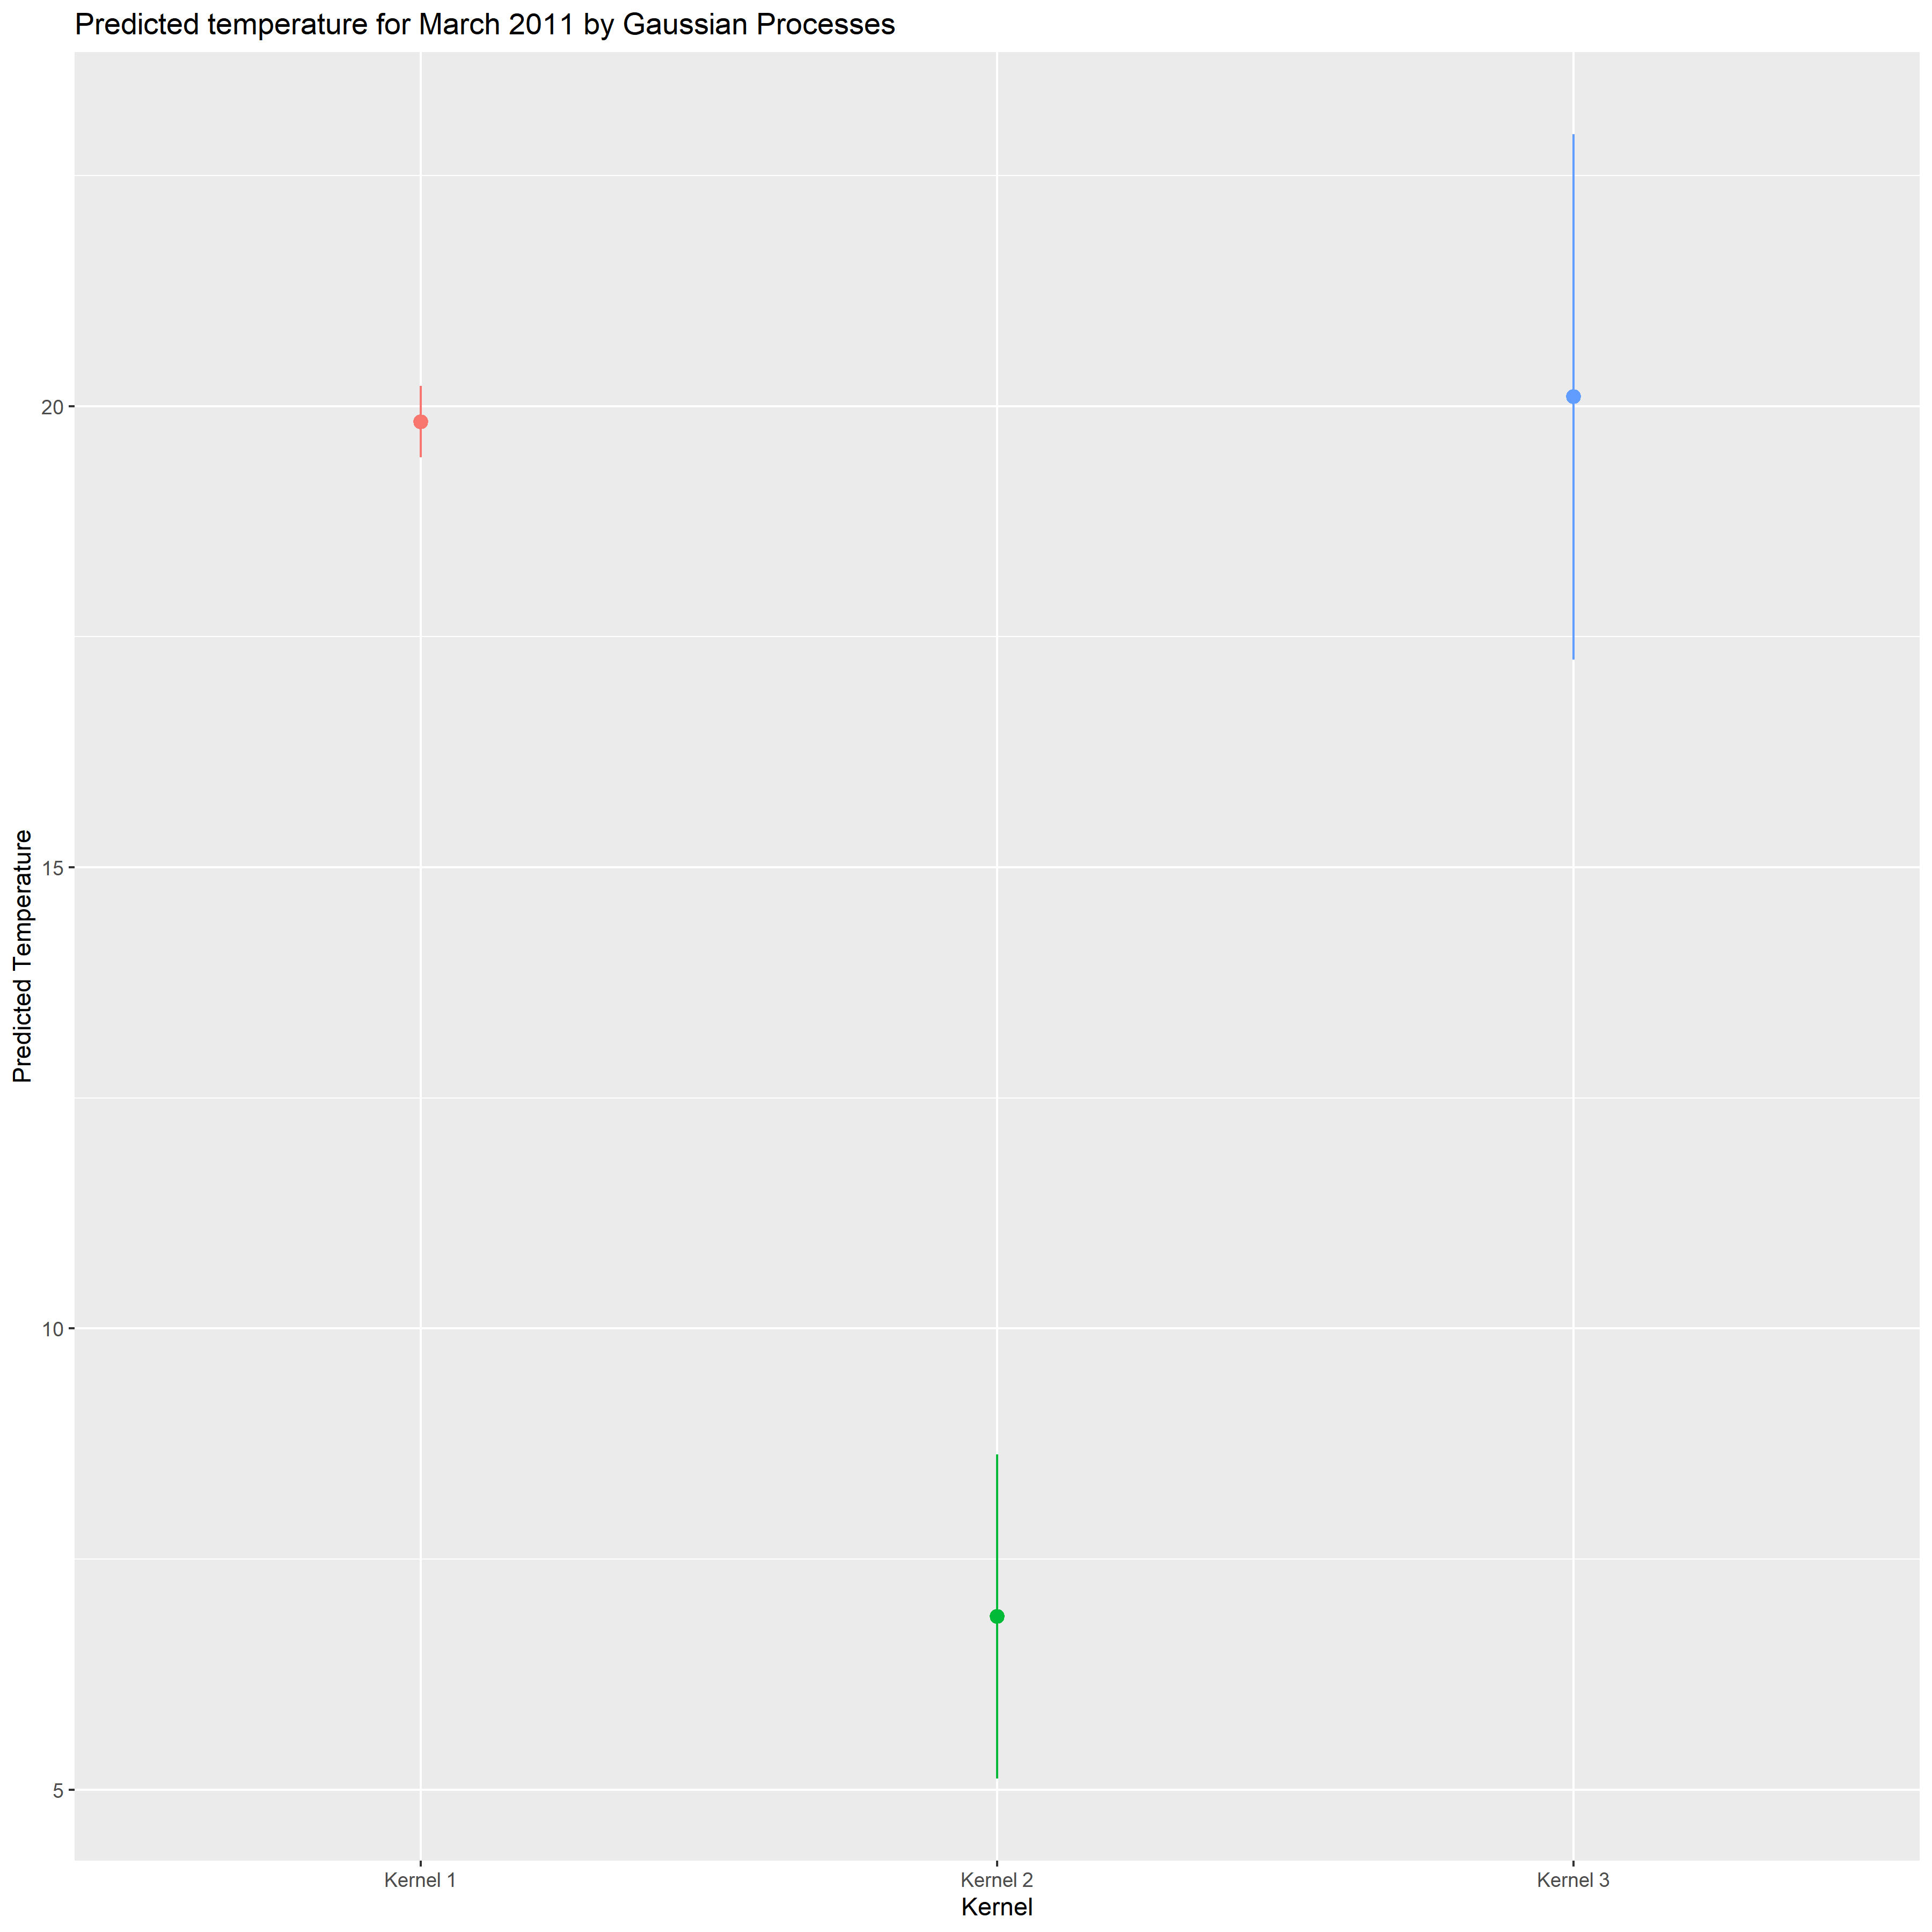 Predicted temperature for March 2011 by Gaussian Processes
Predicted Temperature
20
15
10
5
Kernel 1
Kernel 2
Kernel 3
Kernel